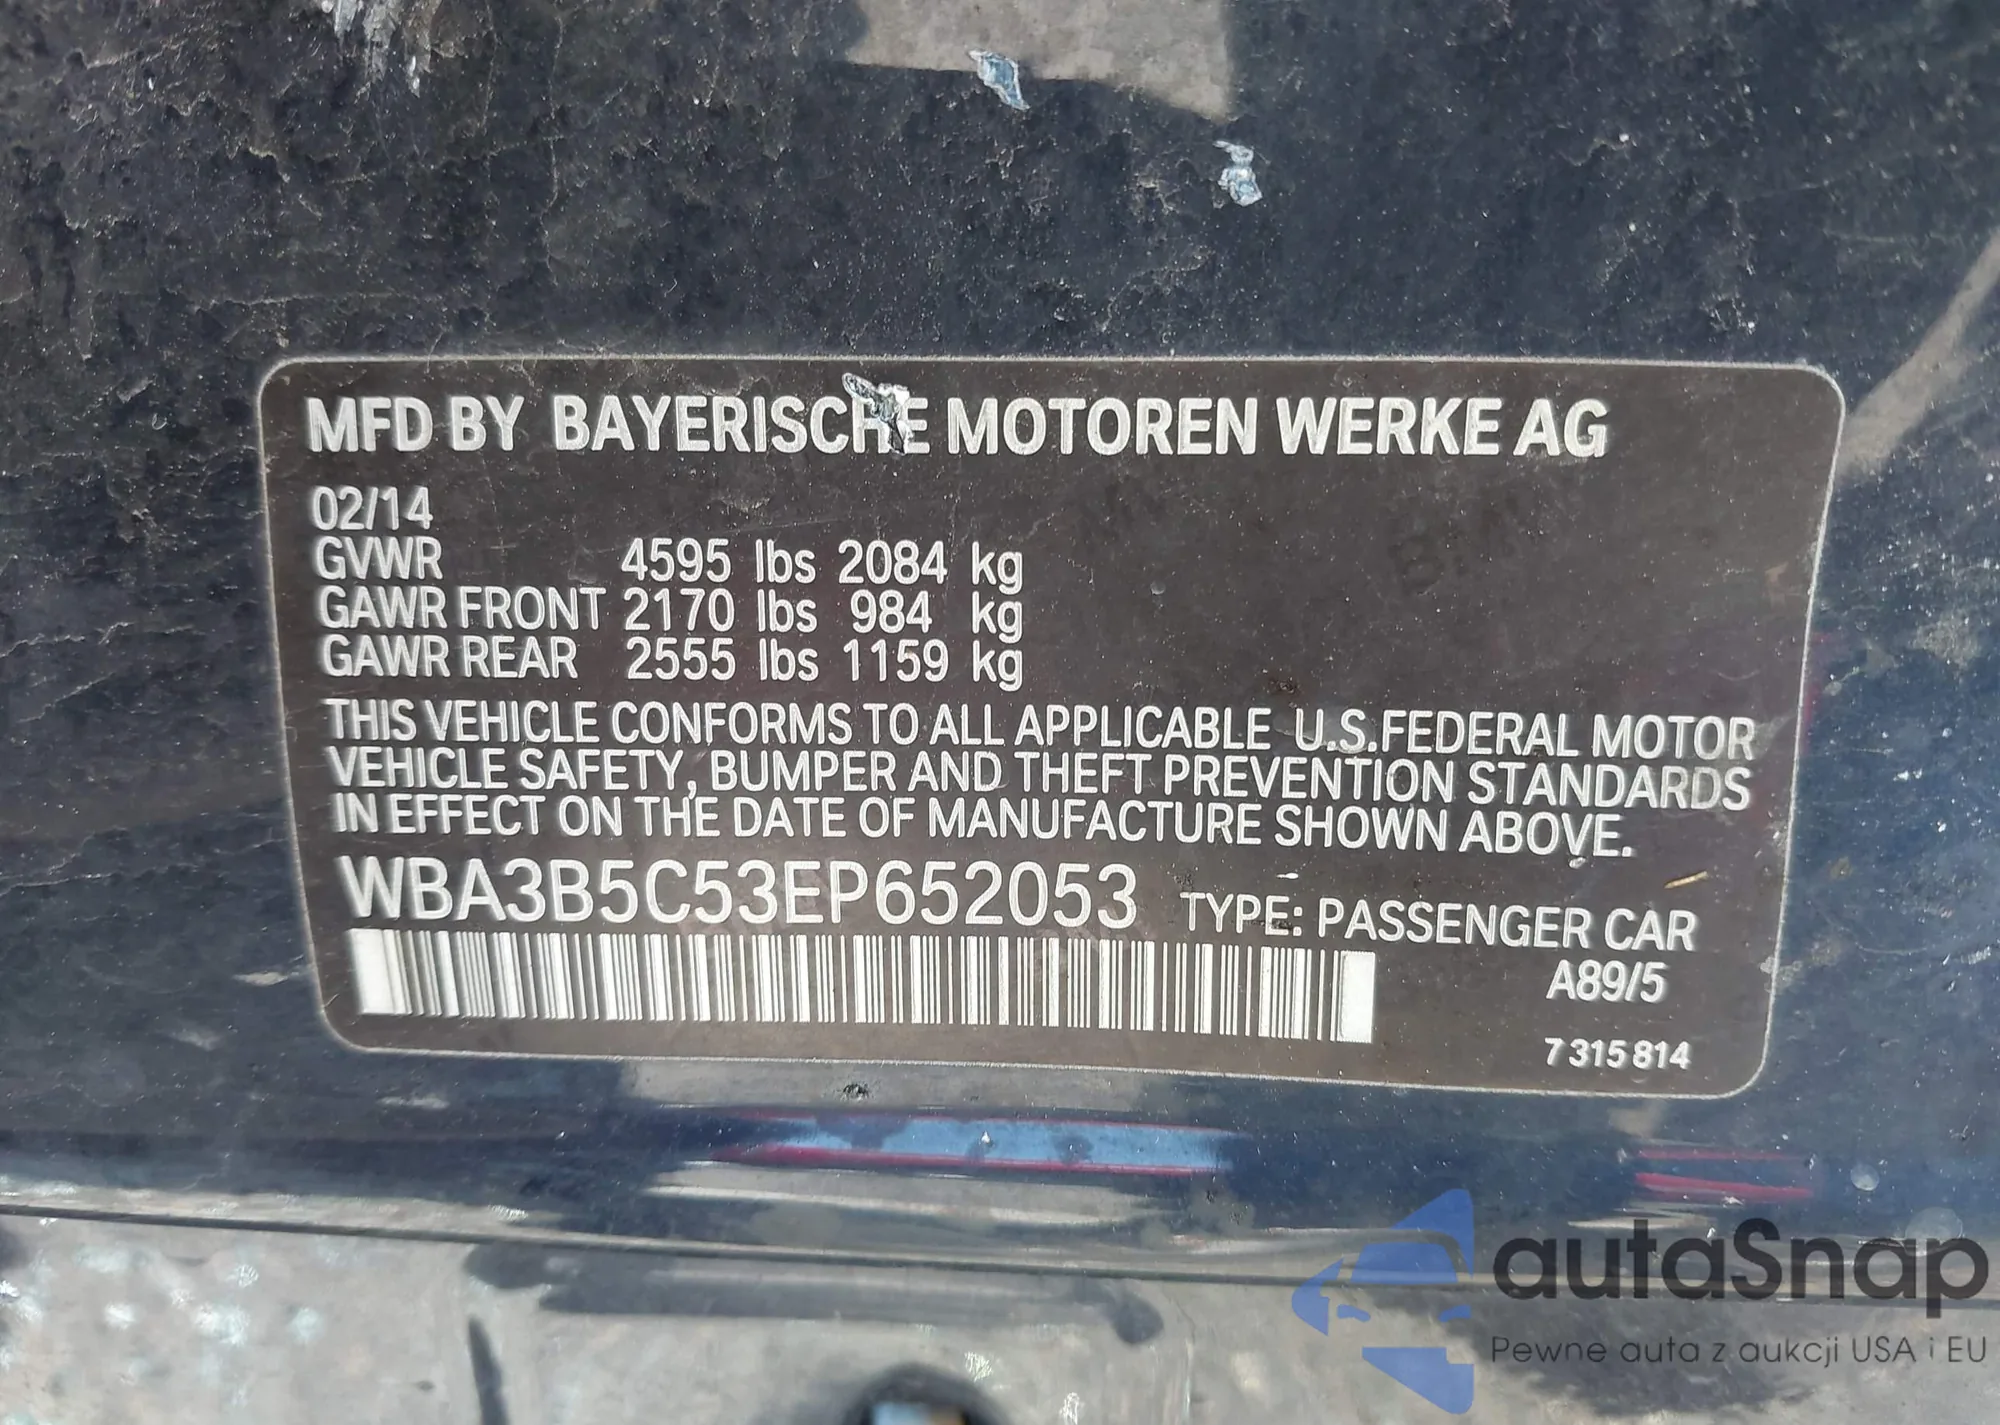 MFD BY BAYERISCHE MOTOREN WERKE AG
02/14
GVWR 4595 lbs 2084 kg
GAWR FRONT 2170 lbs 984 kg
GAWR REAR 2555 lbs 1159 kg
THIS VEHICLE CONFORMS TO ALL APPLICABLE U.S.FEDERAL MOTOR
VEHICLE SAFETY, BUMPER AND THEFT PREVENTION STANDARDS
IN EFFECT ON THE DATE OF MANUFACTURE SHOWN ABOVE.
WBA3B5C53EP652053 TYPE: PASSENGER CAR
A89/5
7 315 814
autaSnap
Pewne auta z aukcji USA i EU